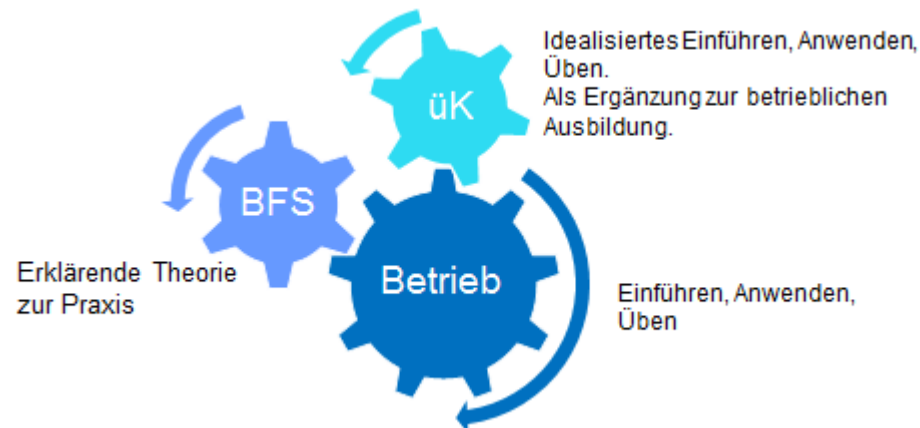 Idealisiertes Einführen, Anwenden,
Üben.
Als Ergänzung zur betrieblichen
Ausbildung.
üK
BFS
Erklärende Theorie
zur Praxis
Betrieb
Einführen, Anwenden,
Üben